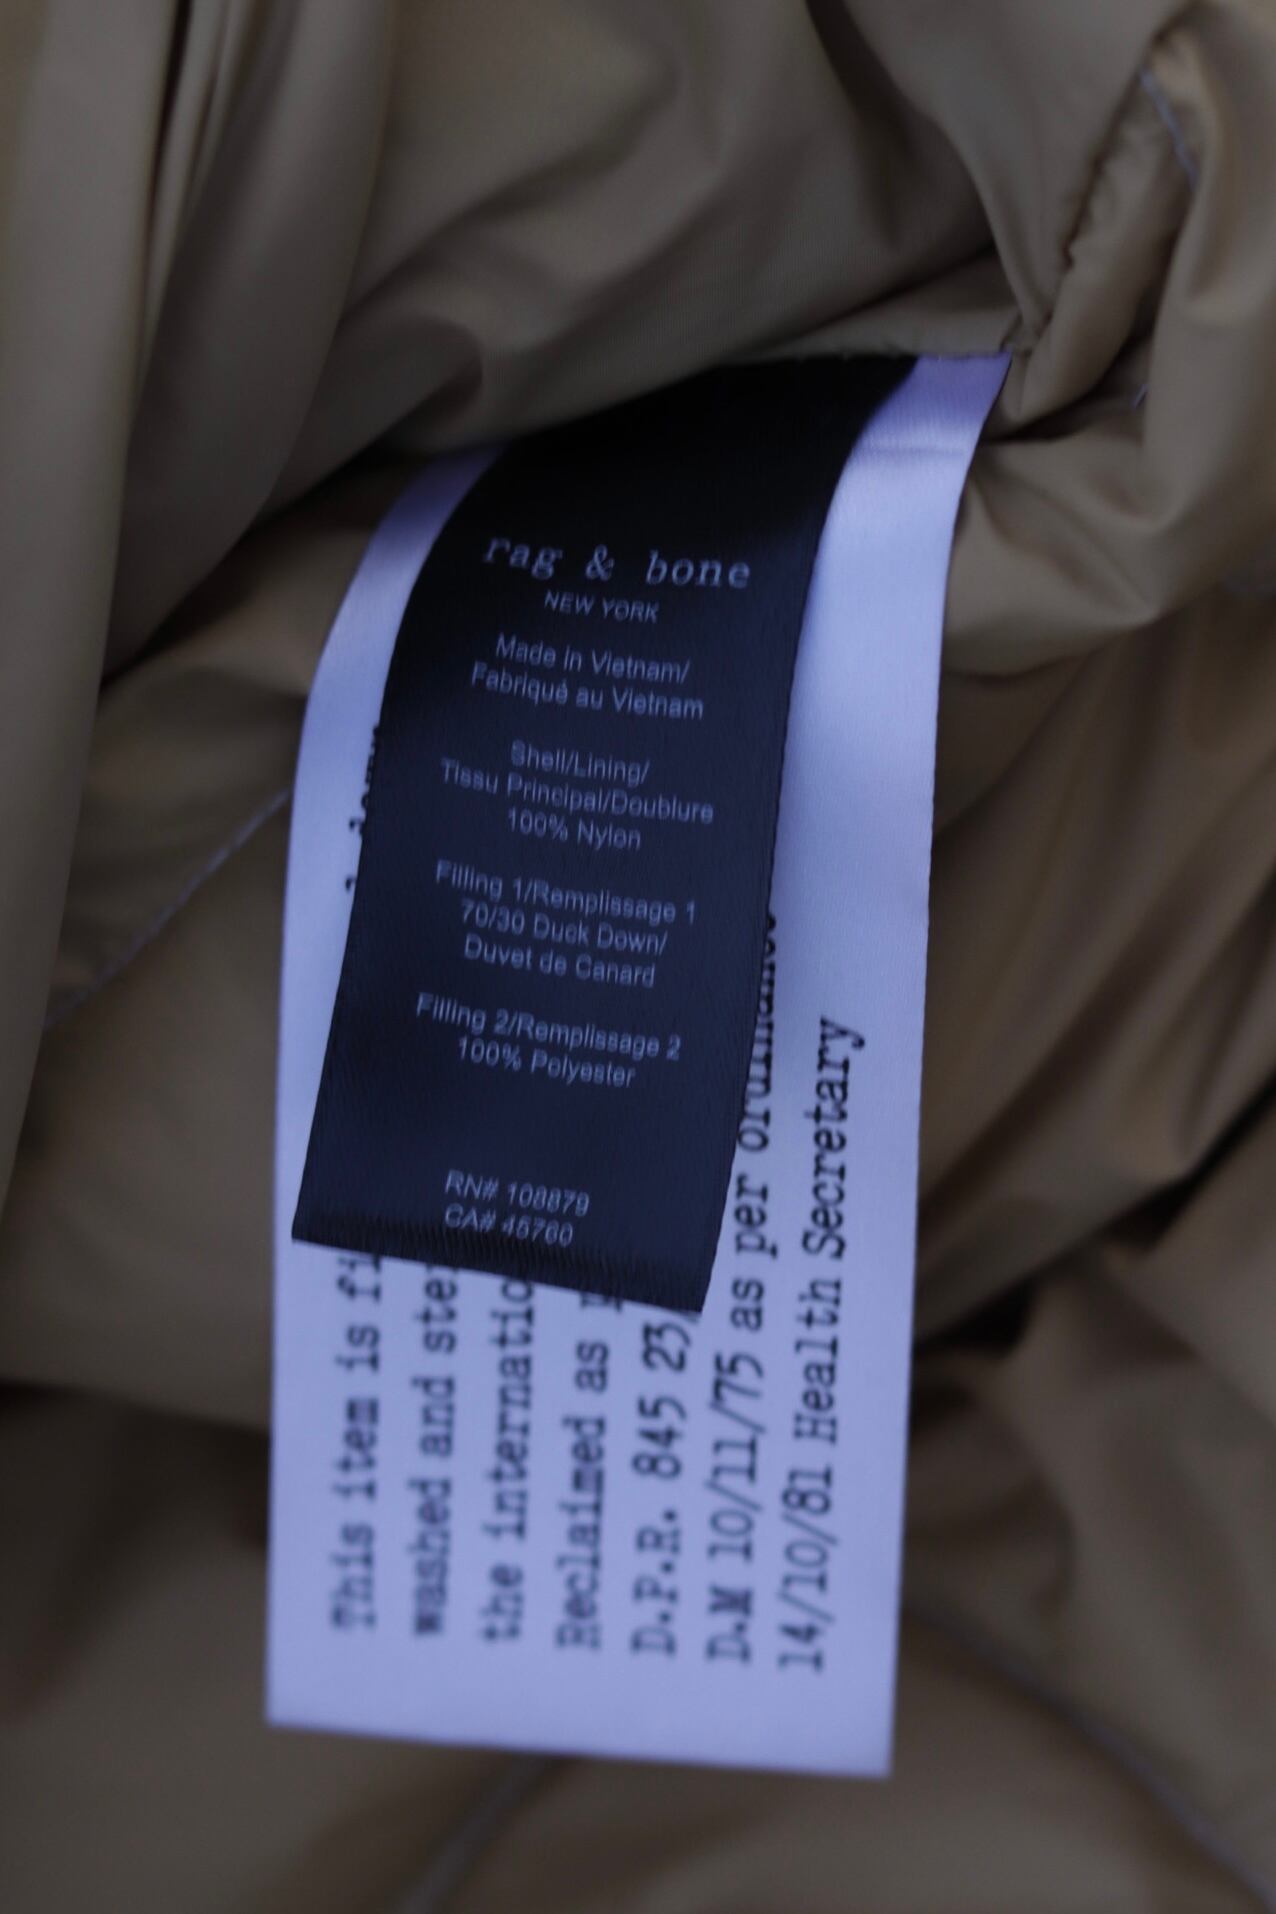 rag & bone
NEW YORK
Made in Vietnam/
Fabriqué au Vietnam
Shell/Lining/
Tissu Principal/Doublure
100% Nylon
Filling 1/Remplissage 1
70/30 Duck Down/
Duvet de Canard
Filling 2/Remplissage 2
100% Polyester
RN# 108879
CA# 45760
This item is
washed and
the
Reclaimed as
D.P.R. 845 23/
D.M 10/11/75 as per ordinance
14/10/81 Health Secretary